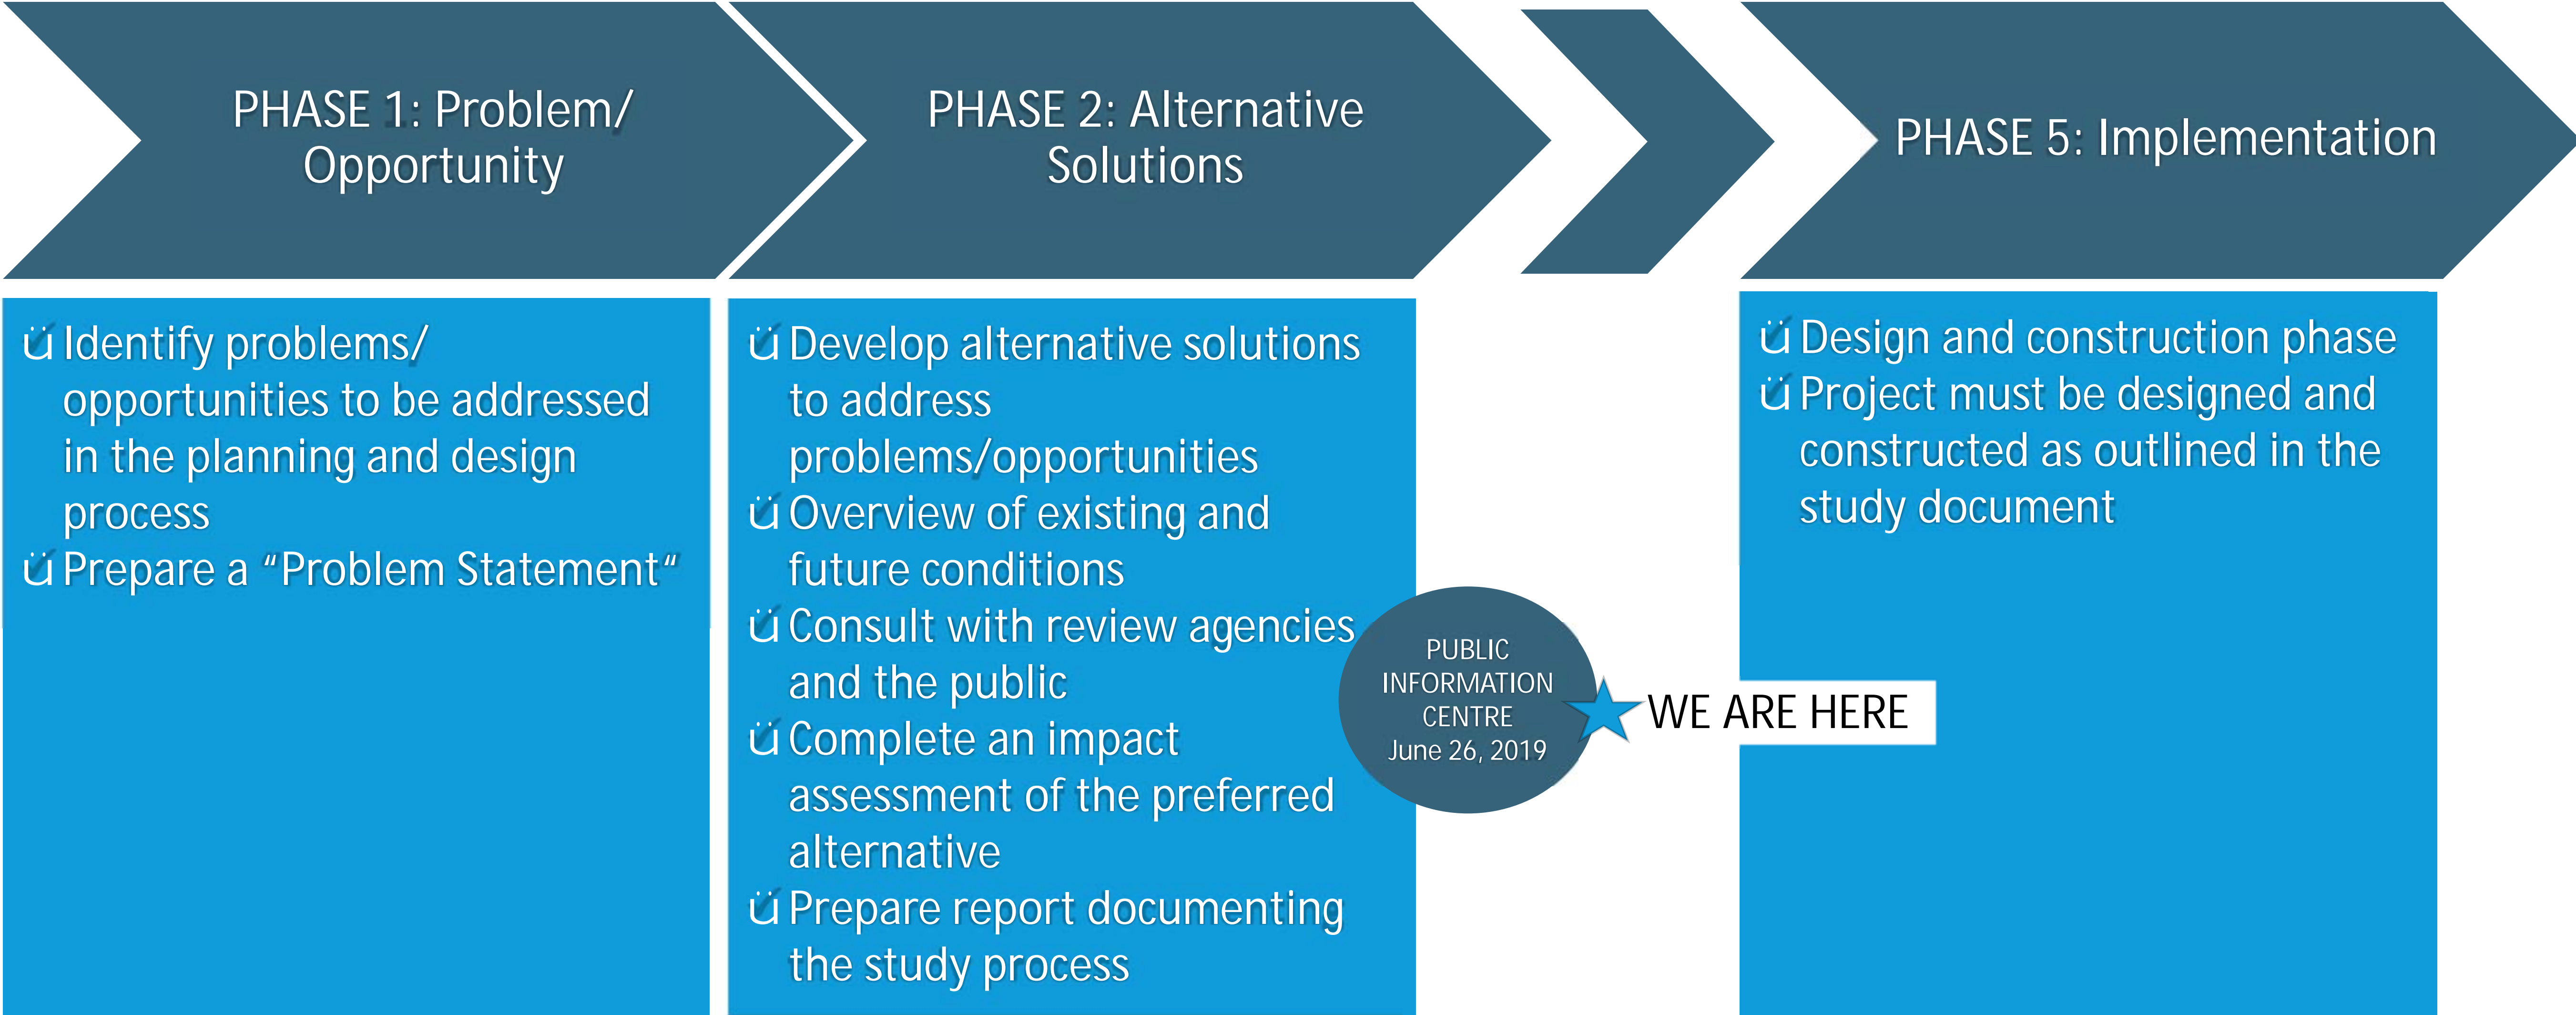 PHASE 1: Problem/
Opportunity
PHASE 2: Alternative
Solutions
PHASE 5: Implementation
ü Identify problems/
opportunities to be addressed
in the planning and design
process
ü Prepare a “Problem Statement“
ü Develop alternative solutions
to address
problems/opportunities
ü Overview of existing and
future conditions
ü Consult with review agencies
and the public
ü Complete an impact
assessment of the preferred
alternative
ü Prepare report documenting
the study process
PUBLIC
INFORMATION
CENTRE
June 26, 2019
WE ARE HERE
ü Design and construction phase
ü Project must be designed and
constructed as outlined in the
study document